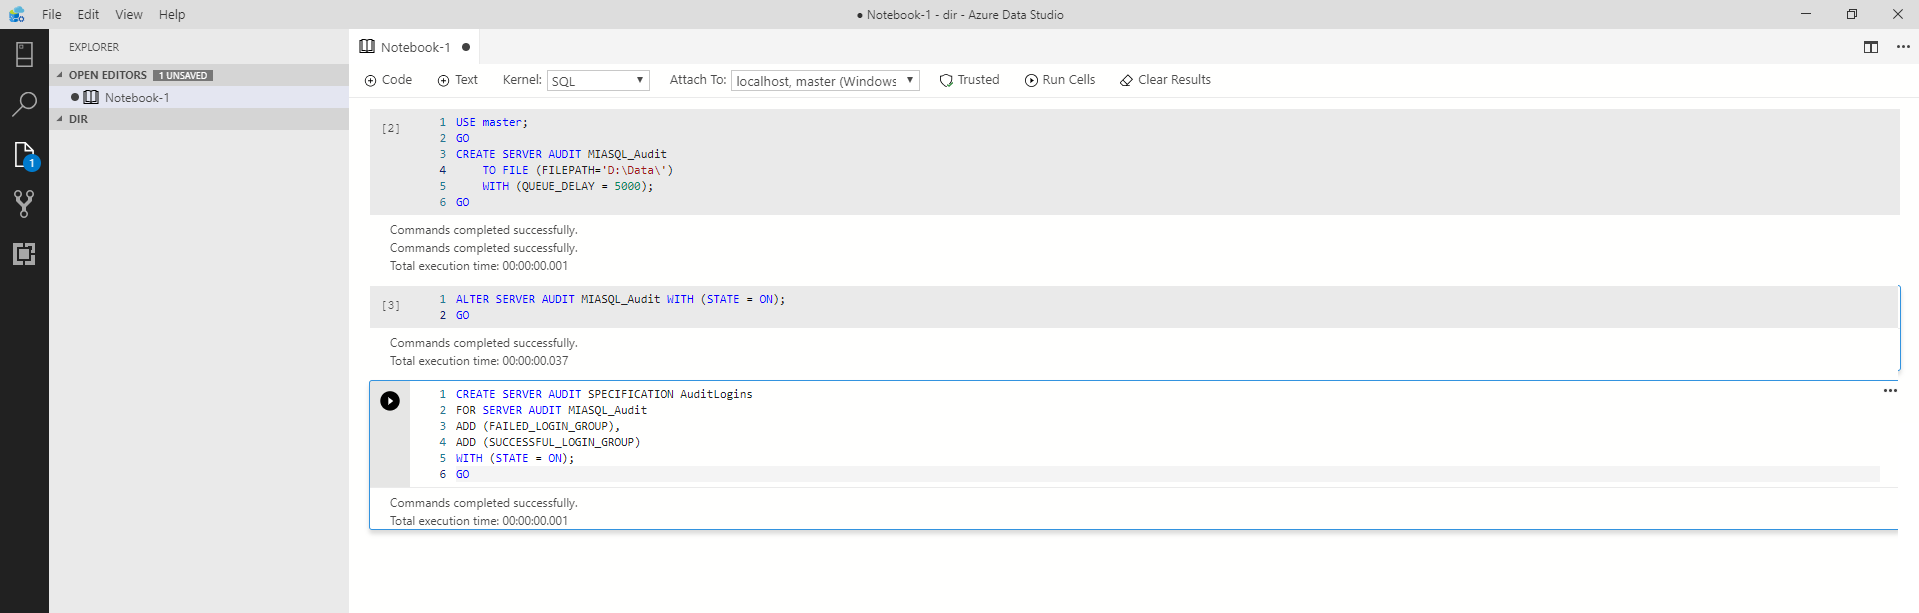 File Edit View Help
● Notebook-1 - dir - Azure Data Studio
EXPLORER
OPEN EDITORS 1 UNSAVED
Notebook-1
DIR
1
Notebook-1
Code Text Kernel: SQL Attach To: localhost, master (Windows Trusted Run Cells Clear Results
[2]
1 USE master;
2 GO
3 CREATE SERVER AUDIT MIASQL_Audit
4 TO FILE (FILEPATH='D:\Data\')
5 WITH (QUEUE_DELAY = 5000);
6 GO
Commands completed successfully.
Commands completed successfully.
Total execution time: 00:00:00.001
[3]
1 ALTER SERVER AUDIT MIASQL_Audit WITH (STATE = ON);
2 GO
Commands completed successfully.
Total execution time: 00:00:00.037
1 CREATE SERVER AUDIT SPECIFICATION AuditLogins
2 FOR SERVER AUDIT MIASQL_Audit
3 ADD (FAILED_LOGIN_GROUP),
4 ADD (SUCCESSFUL_LOGIN_GROUP)
5 WITH (STATE = ON);
6 GO
Commands completed successfully.
Total execution time: 00:00:00.001